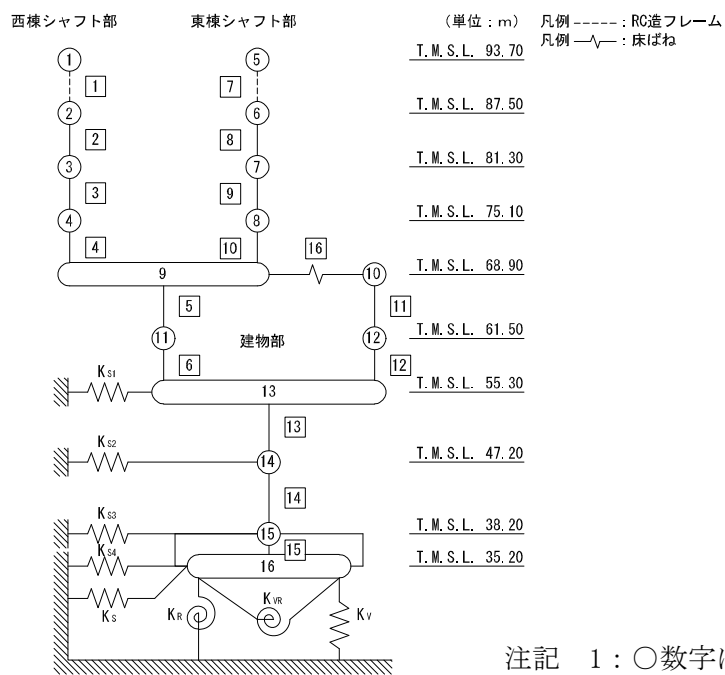 西棟シャフト部
東棟シャフト部
(単位：m)
凡例 -----：RC造フレーム
凡例：床ばね
1
5
T.M.S.L. 93.70
1
7
2
6
T.M.S.L. 87.50
2
8
3
7
T.M.S.L. 81.30
3
9
4
8
T.M.S.L. 75.10
4
10
16
9
10
T.M.S.L. 68.90
5
11
11
建物部
12
T.M.S.L. 61.50
6
12
KS1
13
T.M.S.L. 55.30
13
KS2
14
T.M.S.L. 47.20
14
KS3
15
T.M.S.L. 38.20
KS4
15
16
T.M.S.L. 35.20
KS
KR
KVR
KV
注記 1：○数字